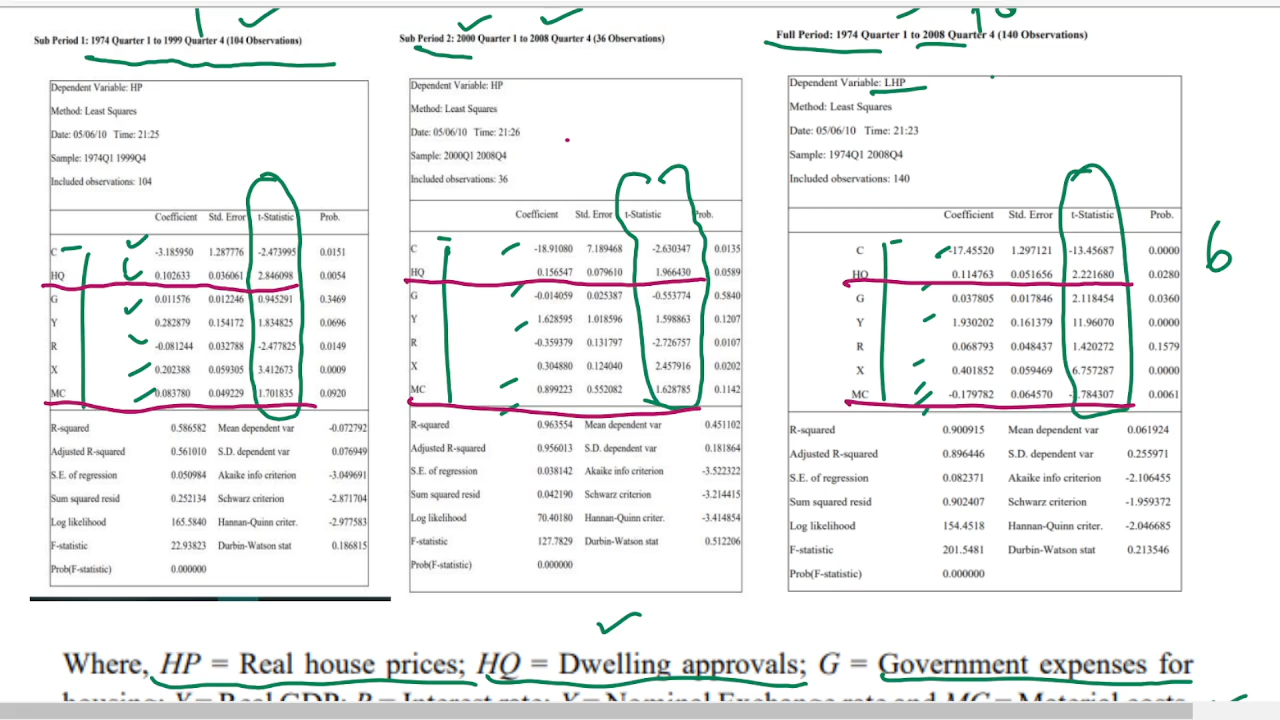 Sub Period 1: 1974 Quarter 1 to 1999 Quarter 4 (104 Observations)
Dependent Variable: HP
Method: Least Squares
Date: 05/06/10 Time: 21:25
Sample: 1974Q1 1999Q4
Included observations: 104
Coefficient Std. Error t-Statistic Prob.
C -3.185950 1.287776 -2.473995 0.0151
HQ 0.102633 0.036061 2.846098 0.0054
G 0.011576 0.012246 0.945291 0.3469
Y 0.282879 0.154172 1.834825 0.0696
R -0.081244 0.032788 -2.477825 0.0149
X 0.202388 0.059305 3.412673 0.0009
MC 0.083780 0.049229 1.701835 0.0920
R-squared 0.586582 Mean dependent var -0.072792
Adjusted R-squared 0.561010 S.D. dependent var 0.076949
S.E. of regression 0.050984 Akaike info criterion -3.049691
Sum squared resid 0.252134 Schwarz criterion -2.871704
Log likelihood 165.5840 Hannan-Quinn criter. -2.977583
F-statistic 22.93823 Durbin-Watson stat 0.186815
Prob(F-statistic) 0.000000
Sub Period 2: 2000 Quarter 1 to 2008 Quarter 4 (36 Observations)
Dependent Variable: HP
Method: Least Squares
Date: 05/06/10 Time: 21:26
Sample: 2000Q1 2008Q4
Included observations: 36
Coefficient Std. Error t-Statistic Prob.
C -18.91080 7.189468 -2.630347 0.0135
HQ 0.156547 0.079610 1.966430 0.0589
G -0.014059 0.025387 -0.553774 0.5840
Y 1.628595 1.018596 1.598863 0.1207
R -0.359379 0.131797 -2.726757 0.0107
X 0.304880 0.124040 2.457916 0.0202
MC 0.899223 0.552082 1.628785 0.1142
R-squared 0.963554 Mean dependent var 0.451102
Adjusted R-squared 0.956013 S.D. dependent var 0.181864
S.E. of regression 0.038142 Akaike info criterion -3.522322
Sum squared resid 0.042190 Schwarz criterion -3.214415
Log likelihood 70.40180 Hannan-Quinn criter. -3.414854
F-statistic 127.7829 Durbin-Watson stat 0.512206
Prob(F-statistic) 0.000000
Full Period: 1974 Quarter 1 to 2008 Quarter 4 (140 Observations)
Dependent Variable: LHP
Method: Least Squares
Date: 05/06/10 Time: 21:23
Sample: 1974Q1 2008Q4
Included observations: 140
Coefficient Std. Error t-Statistic Prob.
C -17.45520 1.297121 -13.45687 0.0000
HQ 0.114763 0.051656 2.221680 0.0280
G 0.037805 0.017846 2.118454 0.0360
Y 1.930202 0.161379 11.96070 0.0000
R 0.068793 0.048437 1.420272 0.1579
X 0.401852 0.059469 6.757287 0.0000
MC -0.179782 0.064570 .784307 0.0061
R-squared 0.900915 Mean dependent var 0.061924
Adjusted R-squared 0.896446 S.D. dependent var 0.255971
S.E. of regression 0.082371 Akaike info criterion -2.106455
Sum squared resid 0.902407 Schwarz criterion -1.959372
Log likelihood 154.4518 Hannan-Quinn criter. -2.046685
F-statistic 201.5481 Durbin-Watson stat 0.213546
Prob(F-statistic) 0.000000
6
Where, HP = Real house prices; HQ = Dwelling approvals; G = Government expenses for
housing; Y = Real GDP; R = Interest rate; X = Nominal Exchange rate and MC = Material costs